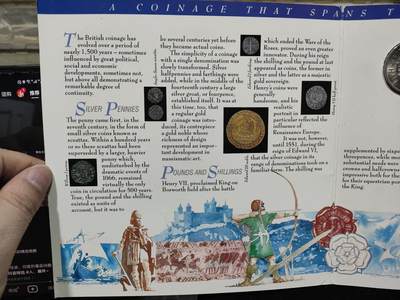 A COINAGE THAT SPANS T
The British coinage has
evolved over a period of
nearly 1,500 years – sometimes
influenced by great political,
social and economic
developments, sometimes not,
but above all demonstrating a
remarkable degree of
continuity.
SILVER PENNIES
The penny came first, in the
seventh century, in the form of
small silver coins known as
sceattas. Within a hundred years
or so these sceattas had been
superseded by a larger, heavier
penny which,
undisturbed by the
dramatic events of
1066, remained
virtually the only
coin in circulation for 500 years.
True, the pound and the shilling
existed as units of
account, but it was to
be several centuries yet before
they became actual coins.
The simplicity of a coinage
with a single denomination was
slowly transformed. Silver
halfpennies and farthings were
added, while in the middle of the
fourteenth century a large
silver groat, or fourpence,
established itself. It was at
this time, too, that
a regular gold
coinage was
introduced, its centrepiece
a gold noble whose
richness of design
represented an impor-
tant development in
numismatic art.
POUNDS AND SHILLINGS
Henry VII, proclaimed King on
Bosworth field after the battle
which ended the Wars of the
Roses, proved an even greater
innovator. During his reign
the shilling and the pound at last
appeared as coins, the former in
silver and the latter as a majestic
gold sovereign.
Henry's coins were
generally
handsome, and his
realistic
portrait in
particular reflected the
influence of
Renaissance Europe.
It was not, however,
until 1551, during the
reign of Edward VI,
that the silver coinage in its
range of denominations took on a
familiar form. The shilling was
supplemented by sixpe
threepence, while mo
substantial needs were
crowns and halfcrowns
impressive both for the
for their equestrian po
the King.